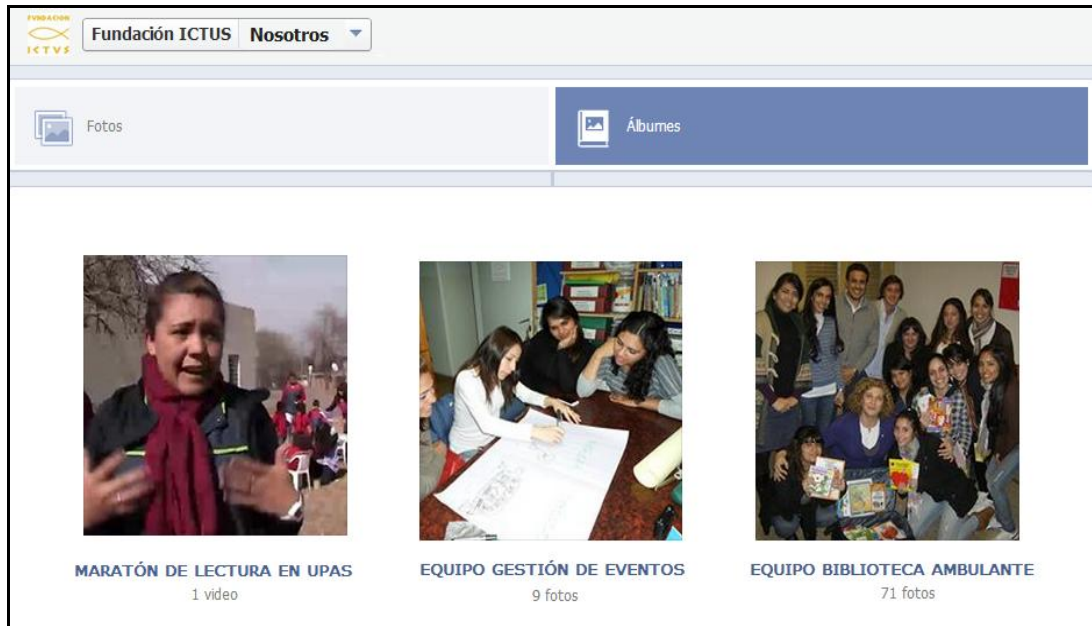 FUNDACION
ICTVS
Fundación ICTUS Nosotros
Fotos
Álbumes
MARATÓN DE LECTURA EN UPAS
1 video
EQUIPO GESTIÓN DE EVENTOS
9 fotos
EQUIPO BIBLIOTECA AMBULANTE
71 fotos